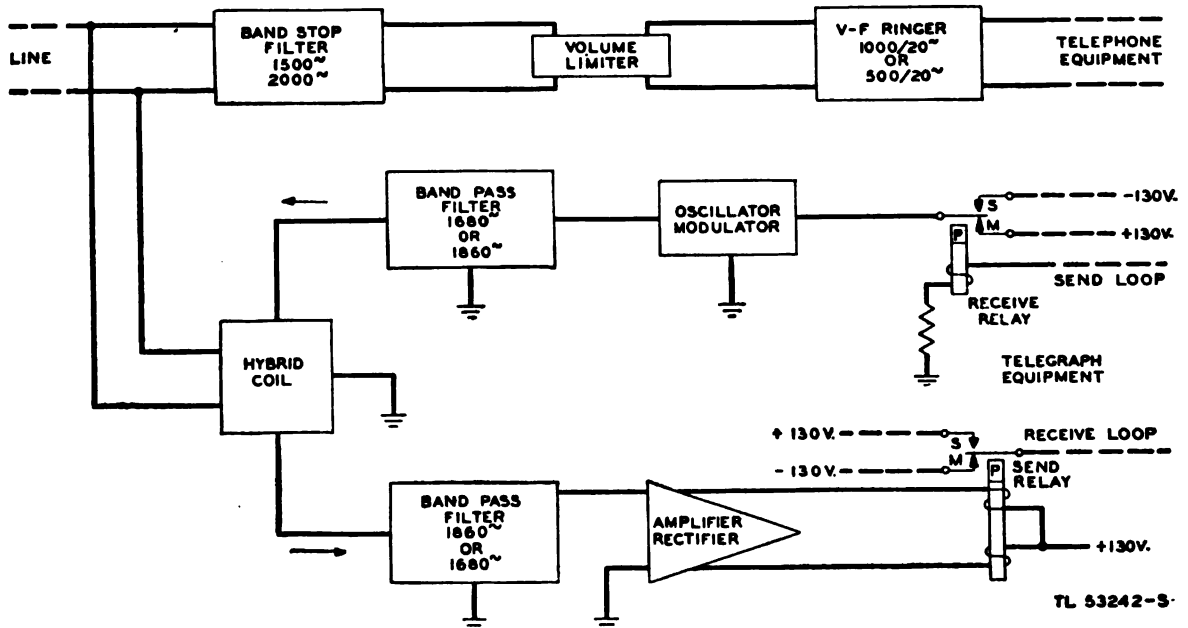 LINE
BAND STOP
FILTER
1500~
2000~
VOLUME
LIMITER
V-F RINGER
1000/20~
OR
500/20~
TELEPHONE
EQUIPMENT
BAND PASS
FILTER
1680~
OR
1860~
OSCILLATOR
MODULATOR
S
M
P
-130V.
+130V.
SEND LOOP
RECEIVE
RELAY
TELEGRAPH
EQUIPMENT
HYBRID
COIL
BAND PASS
FILTER
1860~
OR
1680~
AMPLIFIER
RECTIFIER
+130V.
-130V.
S
M
P
RECEIVE LOOP
SEND
RELAY
+130V.
TL 53242-S